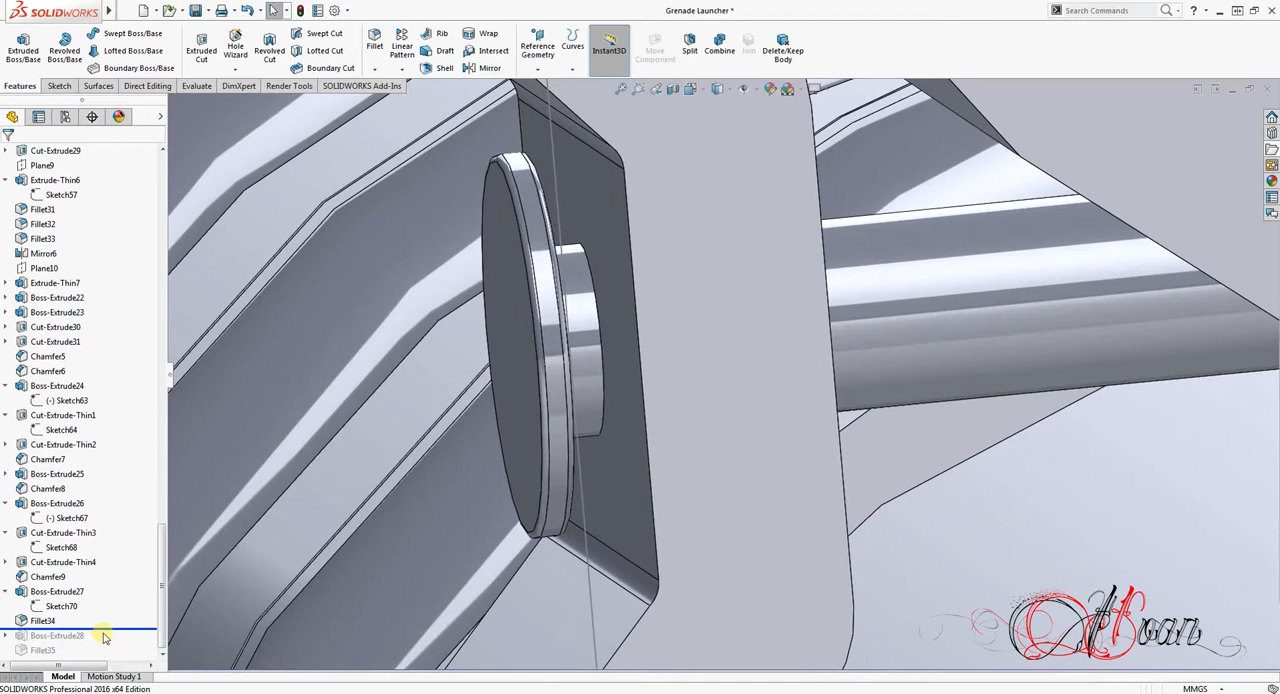 SOLIDWORKS
Grenade Launcher *
Search Commands
Extruded Boss/Base
Revolved Boss/Base
Swept Boss/Base
Lofted Boss/Base
Boundary Boss/Base
Extruded Cut
Hole Wizard
Revolved Cut
Swept Cut
Lofted Cut
Boundary Cut
Fillet
Linear Pattern
Rib
Draft
Shell
Wrap
Intersect
Mirror
Reference Geometry
Curves
Instant3D
Move Component
Split
Combine
Join
Delete/Keep Body
Features
Sketch
Surfaces
Direct Editing
Evaluate
DimXpert
Render Tools
SOLIDWORKS Add-Ins
Cut-Extrude29
Plane9
Extrude-Thin6
Sketch57
Fillet31
Fillet32
Fillet33
Mirror6
Plane10
Extrude-Thin7
Boss-Extrude22
Boss-Extrude23
Cut-Extrude30
Cut-Extrude31
Chamfer5
Chamfer6
Boss-Extrude24
(-) Sketch63
Cut-Extrude-Thin1
Sketch64
Cut-Extrude-Thin2
Chamfer7
Boss-Extrude25
Chamfer8
Boss-Extrude26
(-) Sketch67
Cut-Extrude-Thin3
Sketch68
Cut-Extrude-Thin4
Chamfer9
Boss-Extrude27
Sketch70
Fillet34
Boss-Extrude28
Fillet35
Model
Motion Study 1
SOLIDWORKS Professional 2016 x64 Edition
MMGS